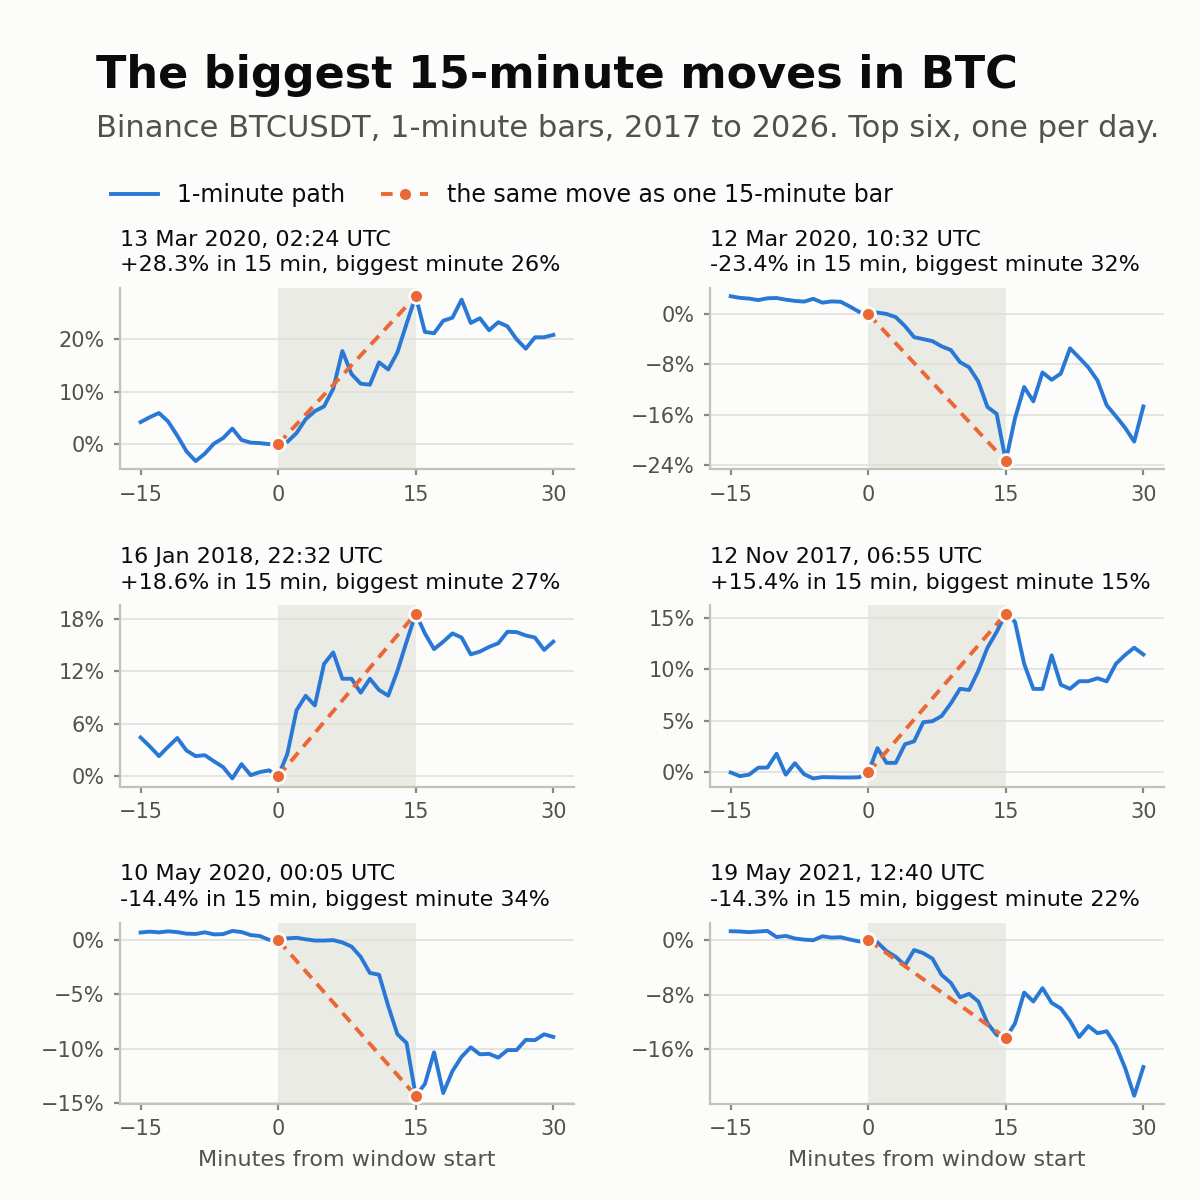 The biggest 15-minute moves in BTC
Binance BTCUSDT, 1-minute bars, 2017 to 2026. Top six, one per day.
1-minute path
the same move as one 15-minute bar
13 Mar 2020, 02:24 UTC
+28.3% in 15 min, biggest minute 26%
20%
10%
0%
−15 0 15 30
12 Mar 2020, 10:32 UTC
-23.4% in 15 min, biggest minute 32%
0%
−8%
−16%
−24%
−15 0 15 30
16 Jan 2018, 22:32 UTC
+18.6% in 15 min, biggest minute 27%
18%
12%
6%
0%
−15 0 15 30
12 Nov 2017, 06:55 UTC
+15.4% in 15 min, biggest minute 15%
15%
10%
5%
0%
−15 0 15 30
10 May 2020, 00:05 UTC
-14.4% in 15 min, biggest minute 34%
0%
−5%
−10%
−15%
−15 0 15 30
Minutes from window start
19 May 2021, 12:40 UTC
-14.3% in 15 min, biggest minute 22%
0%
−8%
−16%
−15 0 15 30
Minutes from window start